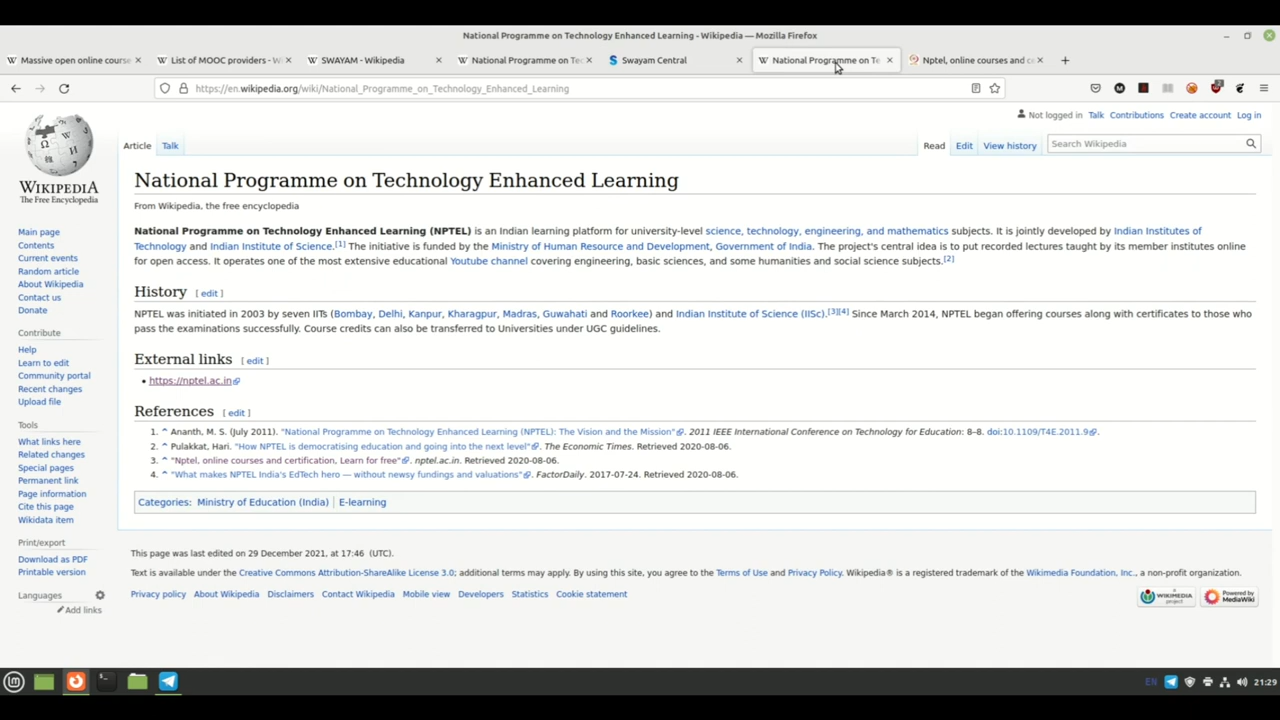 National Programme on Technology Enhanced Learning - Wikipedia — Mozilla Firefox
Massive open online course
List of MOOC providers - Wi
SWAYAM - Wikipedia
National Programme on Tec
Swayam Central
National Programme on Te
Nptel, online courses and ce
https://en.wikipedia.org/wiki/National_Programme_on_Technology_Enhanced_Learning
Not logged in Talk Contributions Create account Log in
Article Talk
Read Edit View history Search Wikipedia
WIKIPEDIA
The Free Encyclopedia
Main page
Contents
Current events
Random article
About Wikipedia
Contact us
Donate
Contribute
Help
Learn to edit
Community portal
Recent changes
Upload file
Tools
What links here
Related changes
Special pages
Permanent link
Page information
Cite this page
Wikidata item
Print/export
Download as PDF
Printable version
Languages
Add links
National Programme on Technology Enhanced Learning
From Wikipedia, the free encyclopedia
National Programme on Technology Enhanced Learning (NPTEL) is an Indian learning platform for university-level science, technology, engineering, and mathematics subjects. It is jointly developed by Indian Institutes of
Technology and Indian Institute of Science.[1] The initiative is funded by the Ministry of Human Resource and Development, Government of India. The project's central idea is to put recorded lectures taught by its member institutes online
for open access. It operates one of the most extensive educational Youtube channel covering engineering, basic sciences, and some humanities and social science subjects.[2]
History [ edit ]
NPTEL was initiated in 2003 by seven IITs (Bombay, Delhi, Kanpur, Kharagpur, Madras, Guwahati and Roorkee) and Indian Institute of Science (IISc).[3][4] Since March 2014, NPTEL began offering courses along with certificates to those who
pass the examinations successfully. Course credits can also be transferred to Universities under UGC guidelines.
External links [ edit ]
• https://nptel.ac.in
References [ edit ]
1. ^ Ananth, M. S. (July 2011). "National Programme on Technology Enhanced Learning (NPTEL): The Vision and the Mission". 2011 IEEE International Conference on Technology for Education: 8–8. doi:10.1109/T4E.2011.9.
2. ^ Pulakkat, Hari. "How NPTEL is democratising education and going into the next level". The Economic Times. Retrieved 2020-08-06.
3. ^ "Nptel, online courses and certification, Learn for free". nptel.ac.in. Retrieved 2020-08-06.
4. ^ "What makes NPTEL India's EdTech hero — without newsy fundings and valuations". FactorDaily. 2017-07-24. Retrieved 2020-08-06.
Categories: Ministry of Education (India) | E-learning
This page was last edited on 29 December 2021, at 17:46 (UTC).
Text is available under the Creative Commons Attribution-ShareAlike License 3.0; additional terms may apply. By using this site, you agree to the Terms of Use and Privacy Policy. Wikipedia® is a registered trademark of the Wikimedia Foundation, Inc., a non-profit organization.
Privacy policy About Wikipedia Disclaimers Contact Wikipedia Mobile view Developers Statistics Cookie statement
WIKIMEDIA project
Powered by MediaWiki
EN 21:29